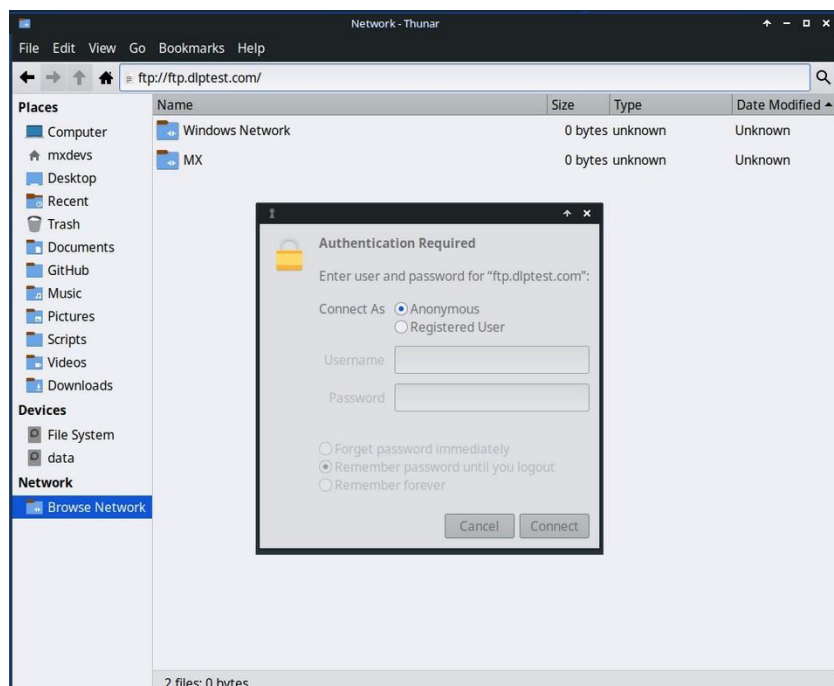 Network - Thunar
File Edit View Go Bookmarks Help
ftp://ftp.dlptest.com/
Places
Computer
mxdevs
Desktop
Recent
Trash
Documents
GitHub
Music
Pictures
Scripts
Videos
Downloads
Devices
File System
data
Network
Browse Network
Name Size Type Date Modified
Windows Network 0 bytes unknown Unknown
MX 0 bytes unknown Unknown
Authentication Required
Enter user and password for “ftp.dlptest.com”:
Connect As Anonymous
Registered User
Username
Password
Forget password immediately
Remember password until you logout
Remember forever
Cancel Connect
2 files: 0 bytes